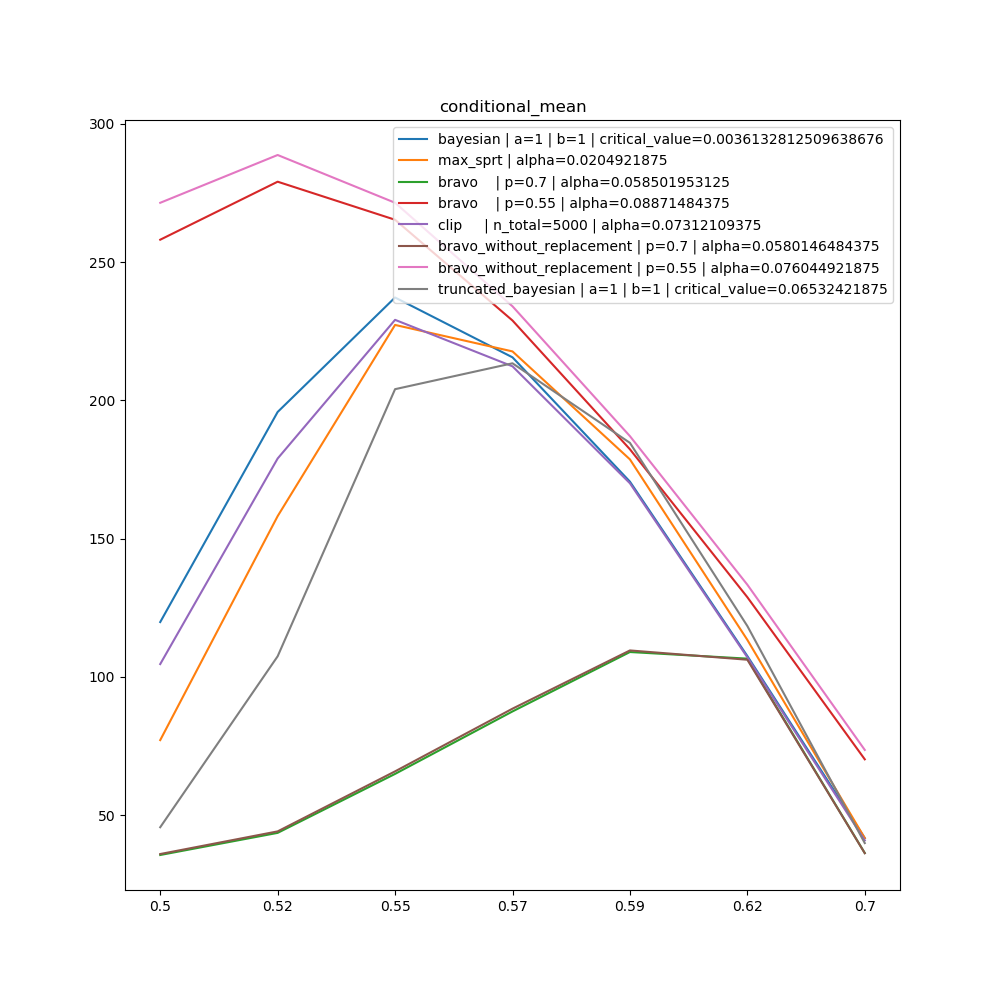 conditional_mean
300
250
200
150
100
50
bayesian | a=1 | b=1 | critical_value=0.0036132812509638676
max_sprt | alpha=0.0204921875
bravo    | p=0.7 | alpha=0.058501953125
bravo    | p=0.55 | alpha=0.08871484375
clip     | n_total=5000 | alpha=0.07312109375
bravo_without_replacement | p=0.7 | alpha=0.0580146484375
bravo_without_replacement | p=0.55 | alpha=0.076044921875
truncated_bayesian | a=1 | b=1 | critical_value=0.06532421875
0.5 0.52 0.55 0.57 0.59 0.62 0.7